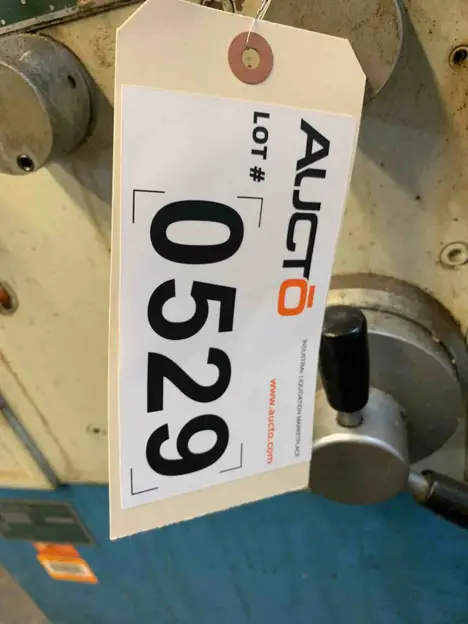 AUCTŌ
INDUSTRIAL LIQUIDATION MARKETPLACE
www.aucto.com
LOT #
0529